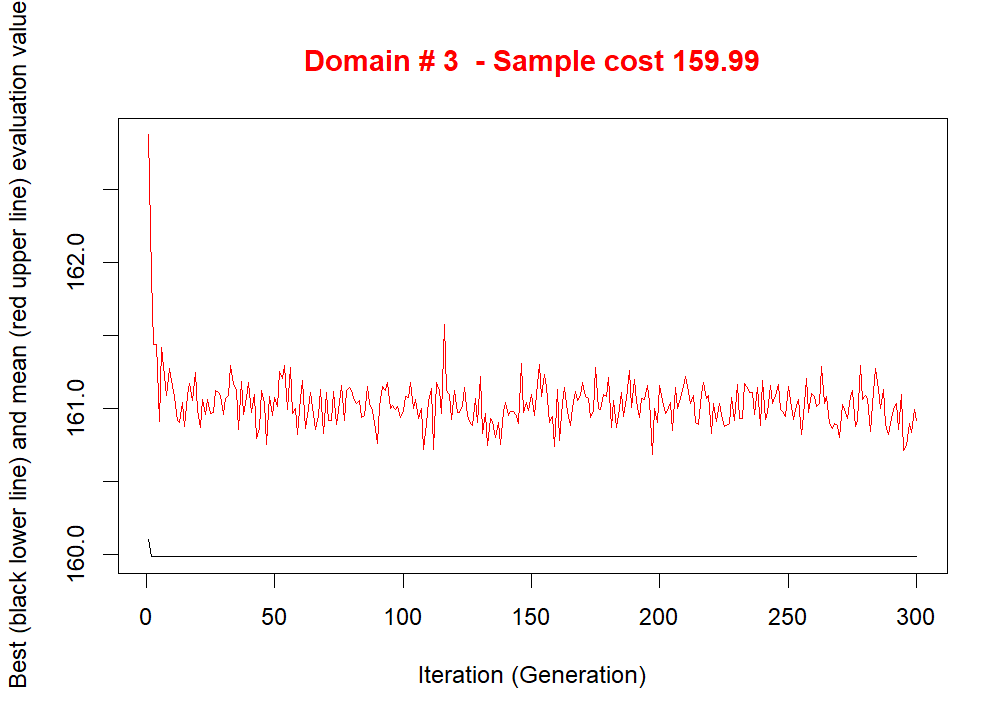 Domain # 3  - Sample cost 159.99
Best (black lower line) and mean (red upper line) evaluation value
162.0
161.0
160.0
0 50 100 150 200 250 300
Iteration (Generation)